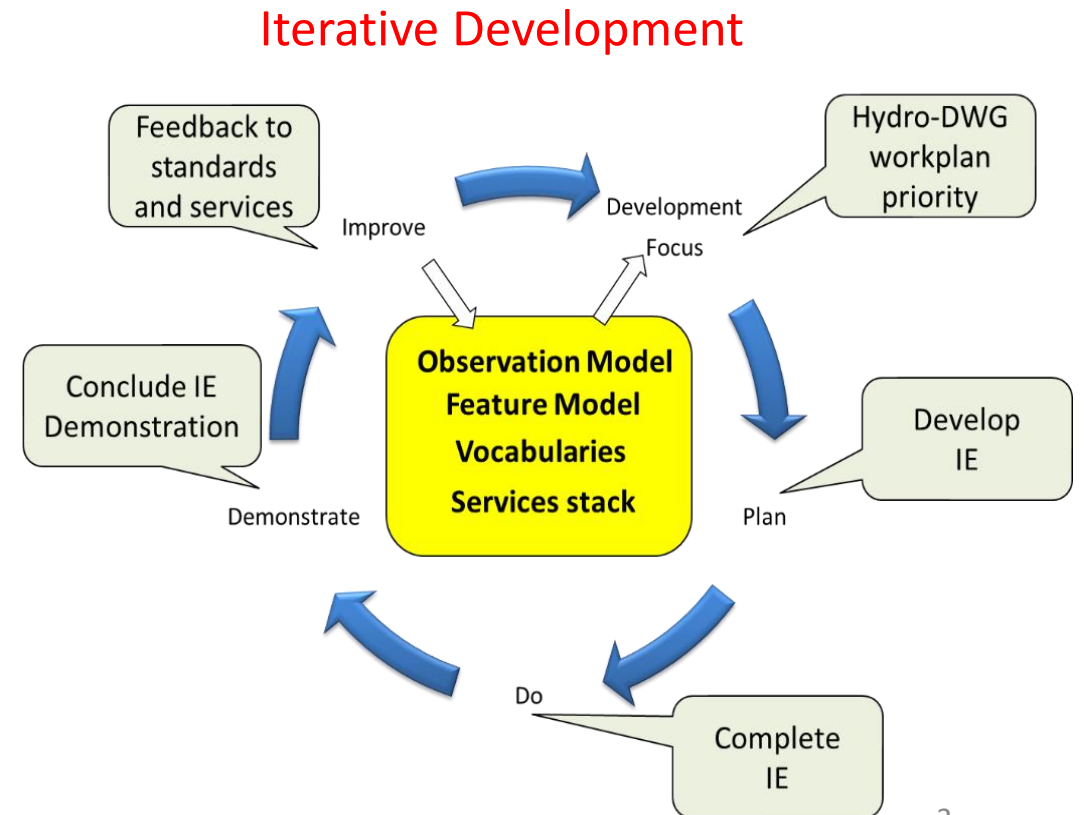 Iterative Development
Feedback to
standards
and services
Hydro-DWG
workplan
priority
Improve
Development
Focus
Observation Model
Feature Model
Vocabularies
Services stack
Conclude IE
Demonstration
Develop
IE
Demonstrate
Plan
Do
Complete
IE